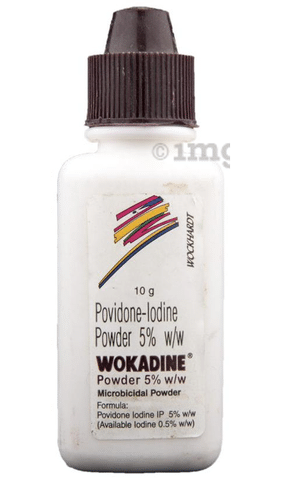 © 1mg
WOCKHARDT
10 g
Povidone-Iodine
Powder 5% w/w
WOKADINE®
Powder 5% w/w
Microbicidal Powder
Formula:
Povidone Iodine IP 5% w/w
(Available Iodine 0.5% w/w)